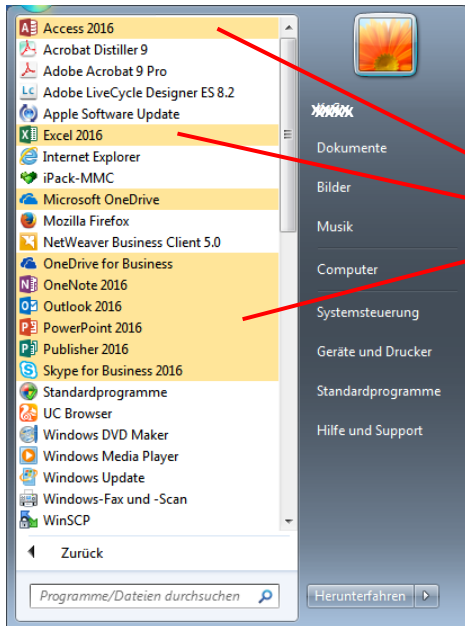 Access 2016
Acrobat Distiller 9
Adobe Acrobat 9 Pro
Adobe LiveCycle Designer ES 8.2
Apple Software Update
Excel 2016
Internet Explorer
iPack-MMC
Microsoft OneDrive
Mozilla Firefox
NetWeaver Business Client 5.0
OneDrive for Business
OneNote 2016
Outlook 2016
PowerPoint 2016
Publisher 2016
Skype for Business 2016
Standardprogramme
UC Browser
Windows DVD Maker
Windows Media Player
Windows Update
Windows-Fax und -Scan
WinSCP
Zurück
Programme/Dateien durchsuchen
Dokumente
Bilder
Musik
Computer
Systemsteuerung
Geräte und Drucker
Standardprogramme
Hilfe und Support
Herunterfahren